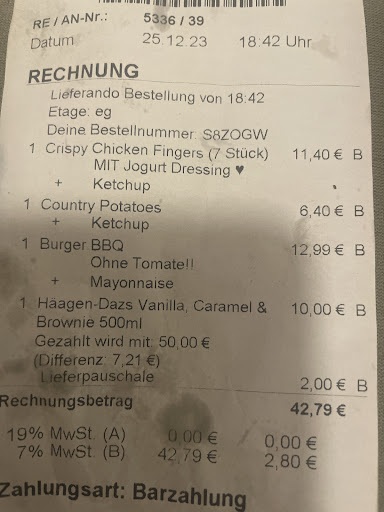 RE / AN-Nr.: 5336 / 39
Datum 25.12.23 18:42 Uhr
RECHNUNG
Lieferando Bestellung von 18:42
Etage: eg
Deine Bestellnummer: S8ZOGW
1 Crispy Chicken Fingers (7 Stück) 11,40 € B
MIT Jogurt Dressing ♥
+ Ketchup
1 Country Potatoes 6,40 € B
+ Ketchup
1 Burger BBQ 12,99 € B
Ohne Tomate!!
+ Mayonnaise
1 Häagen-Dazs Vanilla, Caramel & 10,00 € B
Brownie 500ml
Gezahlt wird mit: 50,00 €
(Differenz: 7,21 €)
Lieferpauschale 2,00 € B
Rechnungsbetrag 42,79 €
19% MwSt. (A) 0,00 € 0,00 €
7% MwSt. (B) 42,79 € 2,80 €
Zahlungsart: Barzahlung